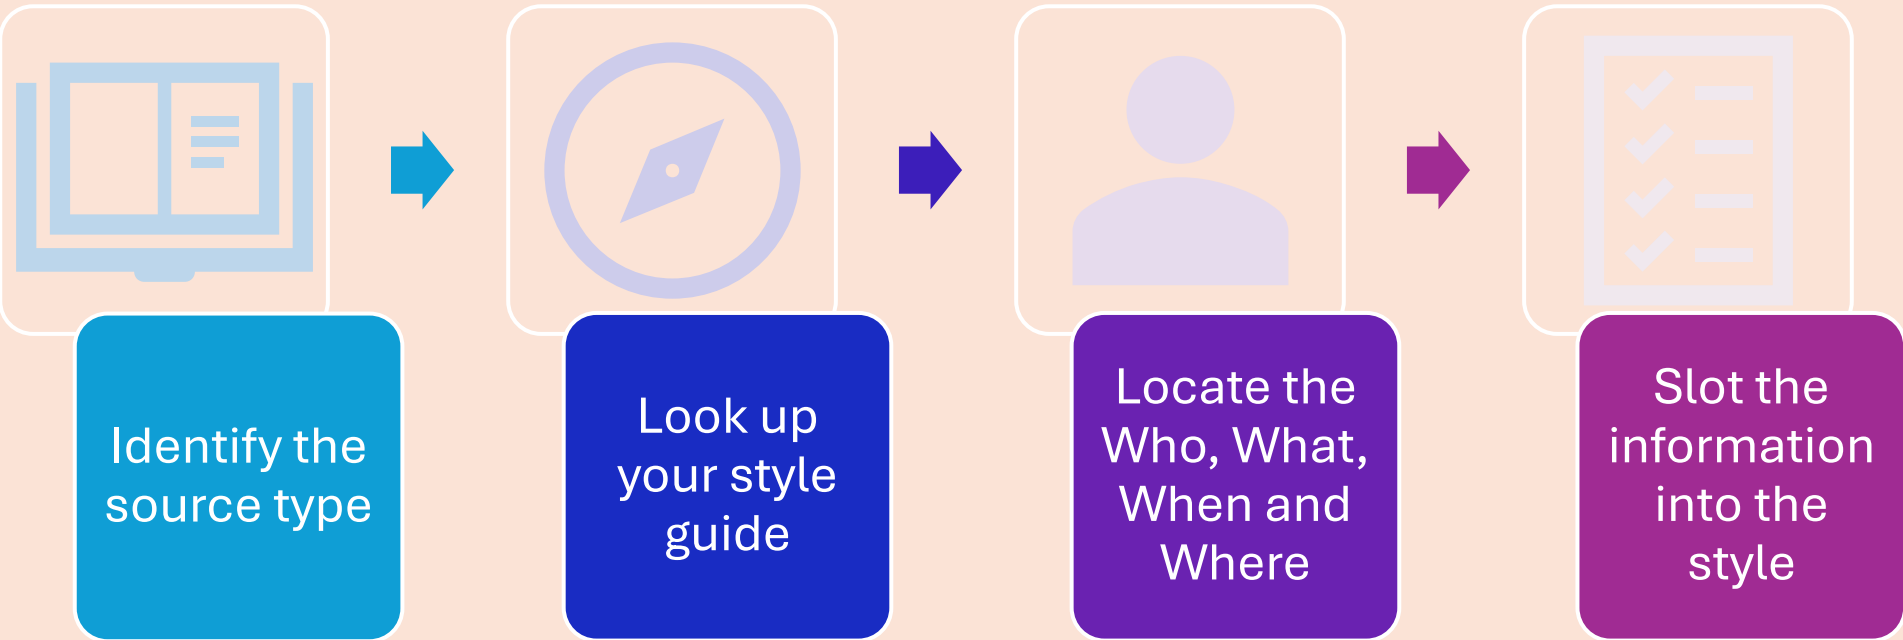 Identify the
source type
Look up
your style
guide
Locate the
Who, What,
When and
Where
Slot the
information
into the
style